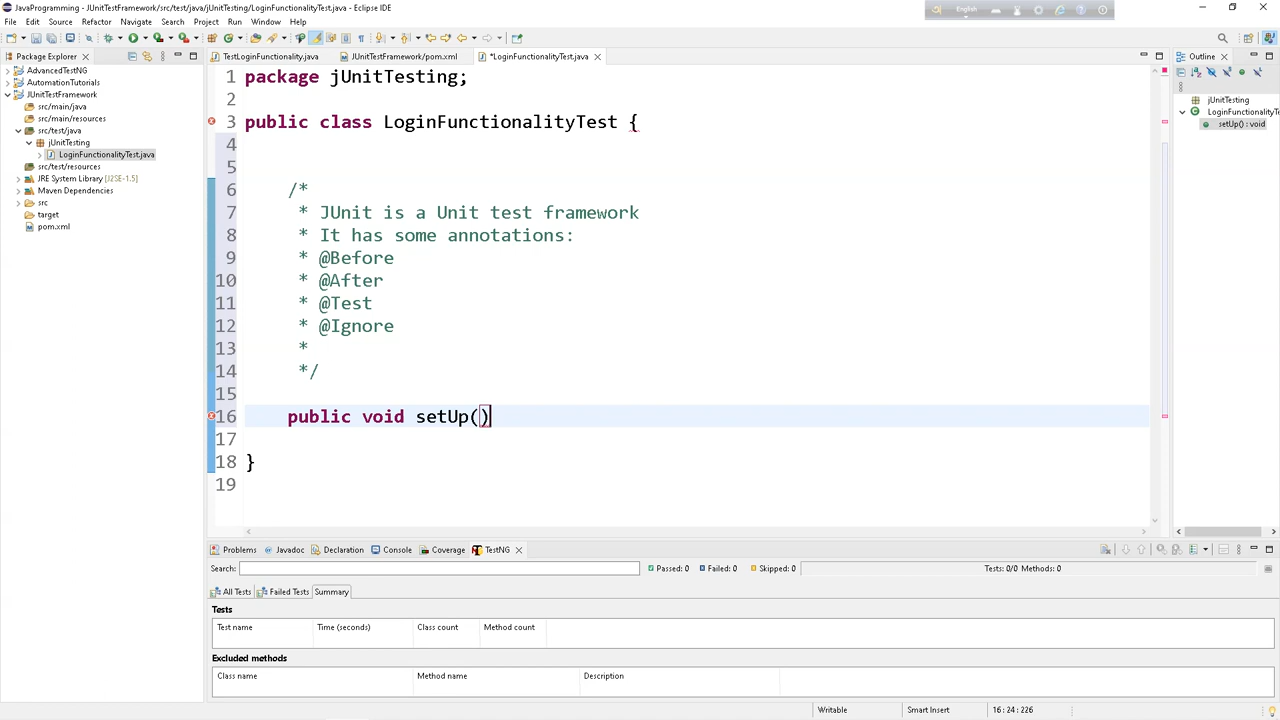 JavaProgramming - JUnitTestFramework/src/test/java/jUnitTesting/LoginFunctionalityTest.java - Eclipse IDE
English
File Edit Source Refactor Navigate Search Project Run Window Help
Package Explorer
TestLoginFunctionality.java
JUnitTestFramework/pom.xml
*LoginFunctionalityTest.java
Outline
AdvancedTestNG
AutomationTutorials
JUnitTestFramework
src/main/java
src/main/resources
src/test/java
jUnitTesting
LoginFunctionalityTest.java
src/test/resources
JRE System Library [J2SE-1.5]
Maven Dependencies
src
target
pom.xml
1 package jUnitTesting;
2
3 public class LoginFunctionalityTest {
4
5
6 /*
7 * JUnit is a Unit test framework
8 * It has some annotations:
9 * @Before
10 * @After
11 * @Test
12 * @Ignore
13 *
14 */
15
16 public void setUp()
17
18 }
19
jUnitTesting
LoginFunctionalityTe
setUp() : void
Problems Javadoc Declaration Console Coverage TestNG
Search: Passed: 0 Failed: 0 Skipped: 0 Tests: 0/0 Methods: 0
All Tests Failed Tests Summary
Tests
Test name Time (seconds) Class count Method count
Excluded methods
Class name Method name Description
Writable Smart Insert 16 : 24 : 226